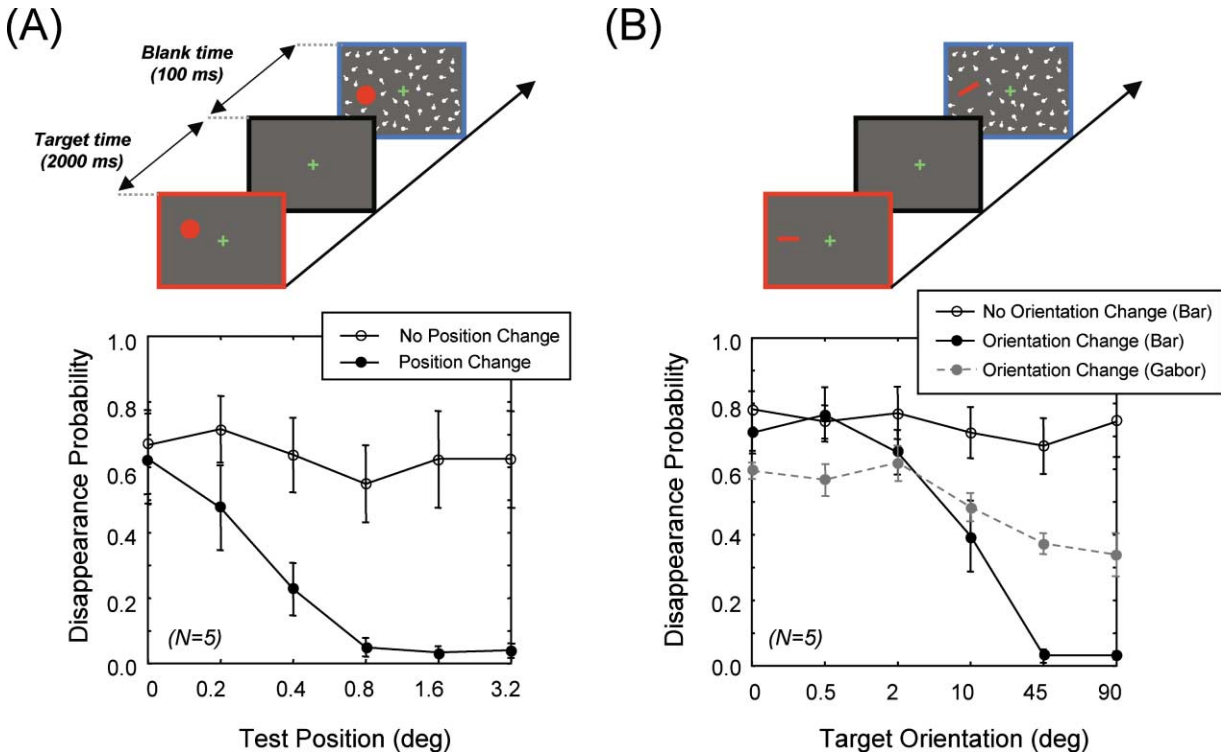 (A)
Blank time
(100 ms)
Target time
(2000 ms)
No Position Change
Position Change
Disappearance Probability
1.0
0.8
0.6
0.4
0.2
0.0
(N=5)
0 0.2 0.4 0.8 1.6 3.2
Test Position (deg)
(B)
No Orientation Change (Bar)
Orientation Change (Bar)
Orientation Change (Gabor)
Disappearance Probability
1.0
0.8
0.6
0.4
0.2
0.0
(N=5)
0 0.5 2 10 45 90
Target Orientation (deg)